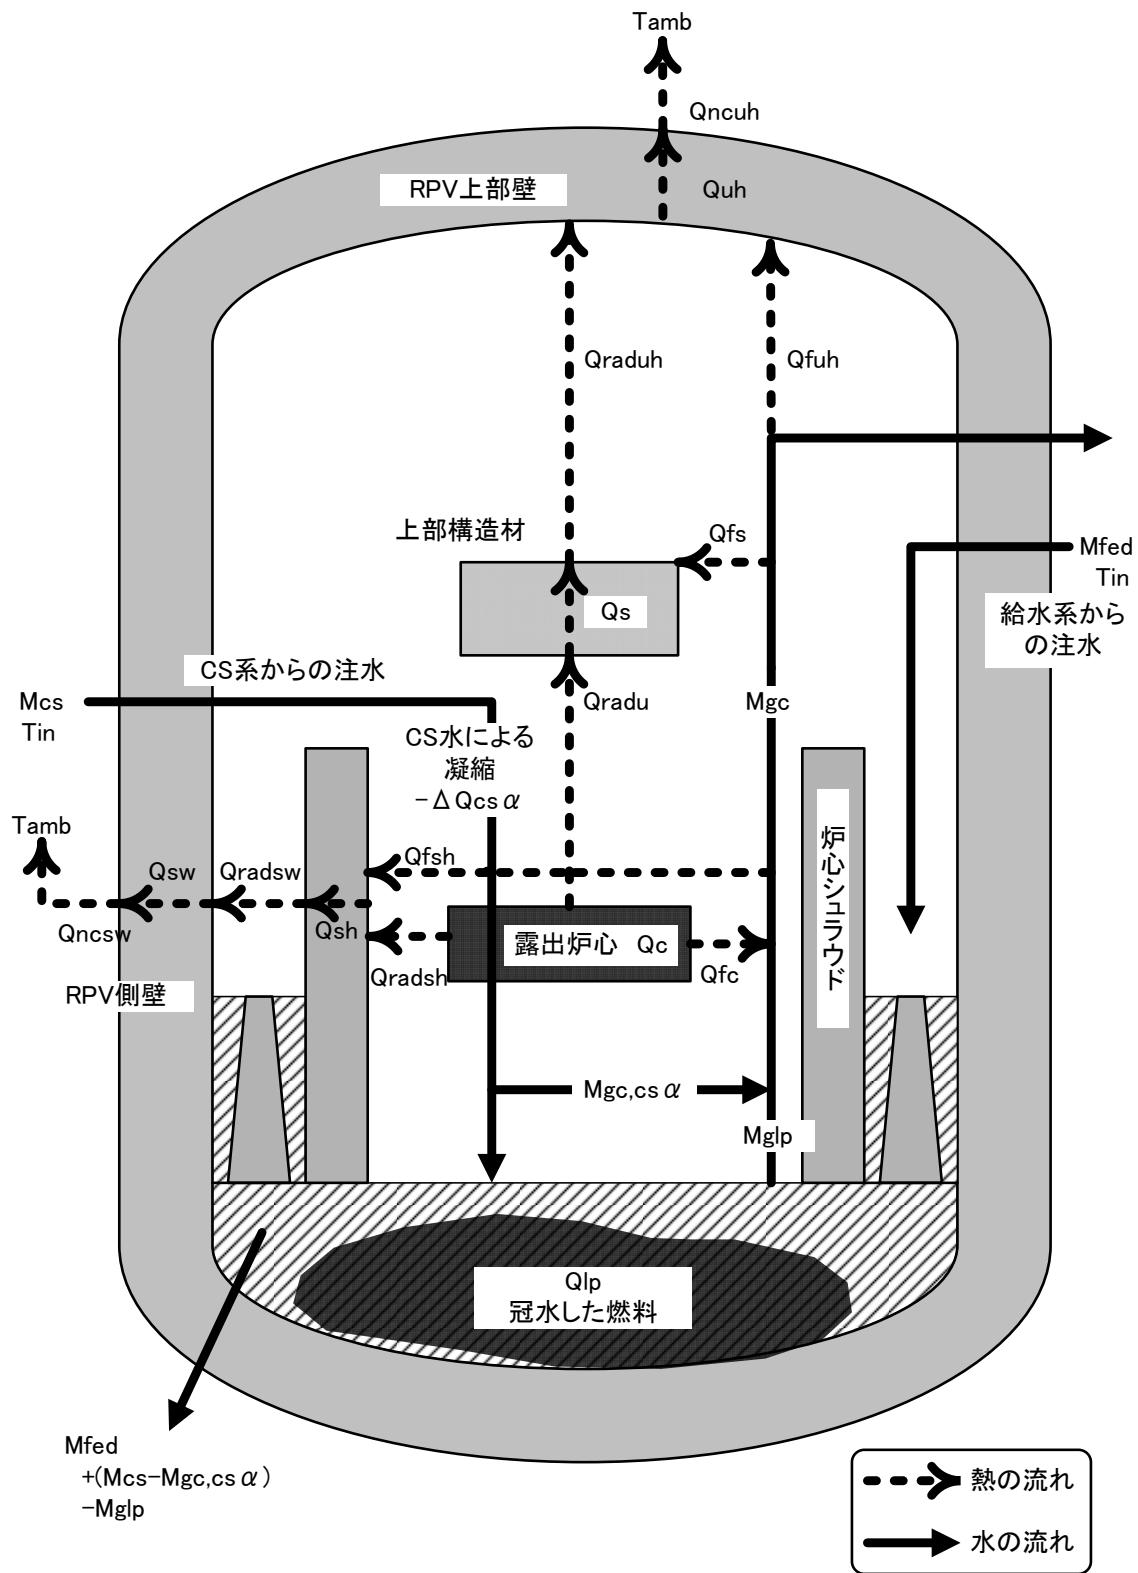 Tamb
Qncuh
RPV上部壁
Quh
Qraduh
Qfuh
上部構造材
Qfs
Mfed
Tin
給水系から
の注水
Qs
CS系からの注水
Mcs
Tin
Qradu
Mgc
CS水による
凝縮
-ΔQcsα
炉心シュラウド
Tamb
Qsw
Qradsw
Qfsh
Qncsw
Qsh
露出炉心 Qc
Qradsh
Qfc
RPV側壁
Mgc,csα
Mglp
Qlp
冠水した燃料
Mfed
+(Mcs-Mgc,csα)
-Mglp
熱の流れ
水の流れ